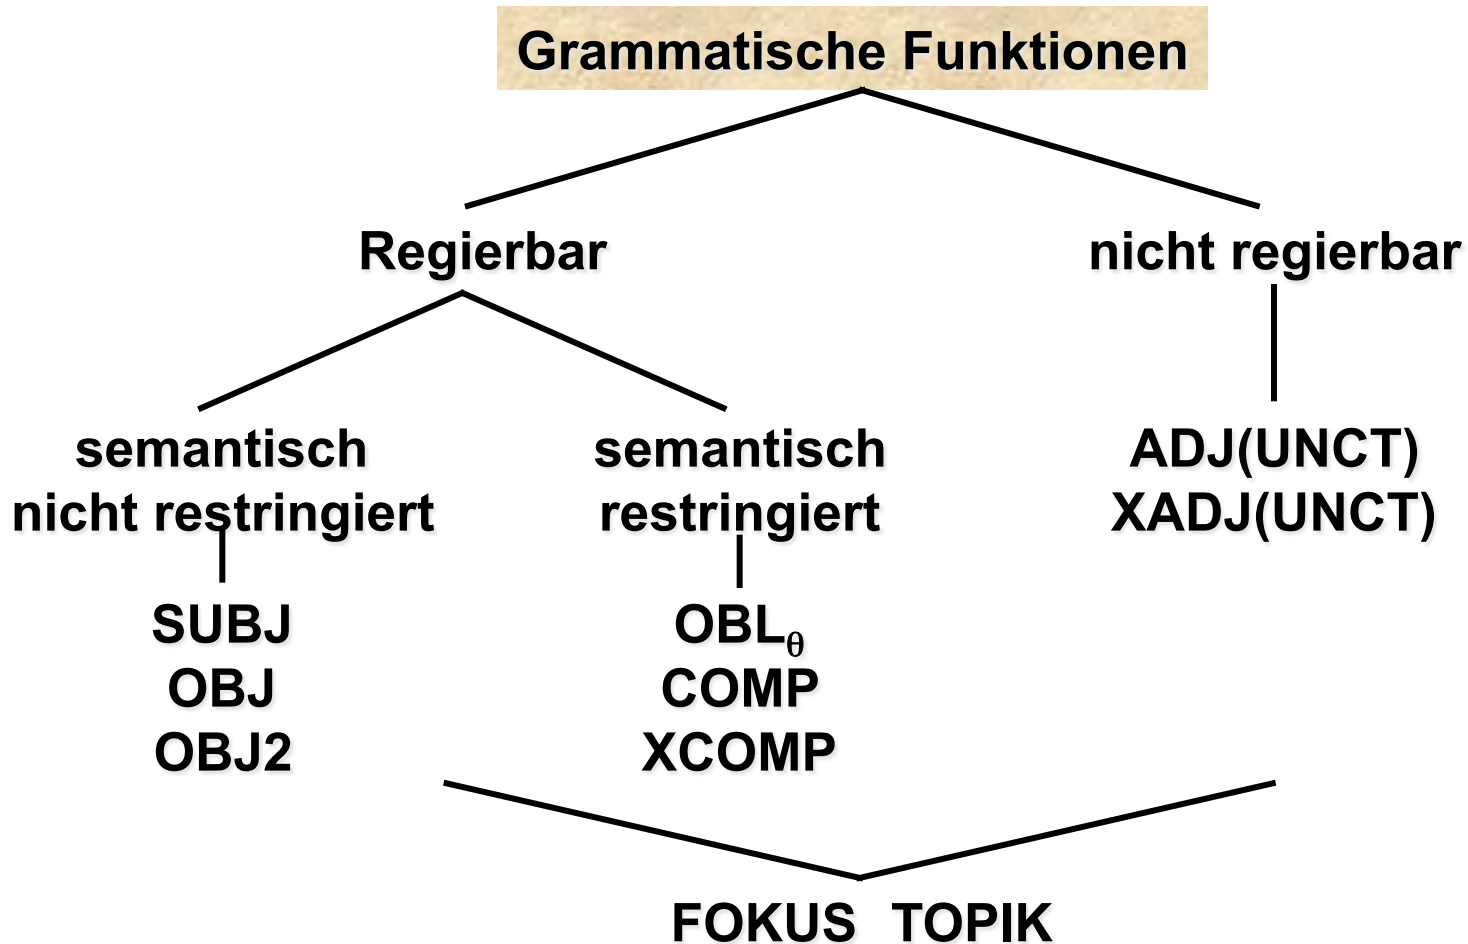 Grammatische Funktionen
Regierbar
nicht regierbar
semantisch
nicht restringiert
semantisch
restringiert
ADJ(UNCT)
XADJ(UNCT)
SUBJ
OBJ
OBJ2
OBLθ
COMP
XCOMP
FOKUS TOPIK